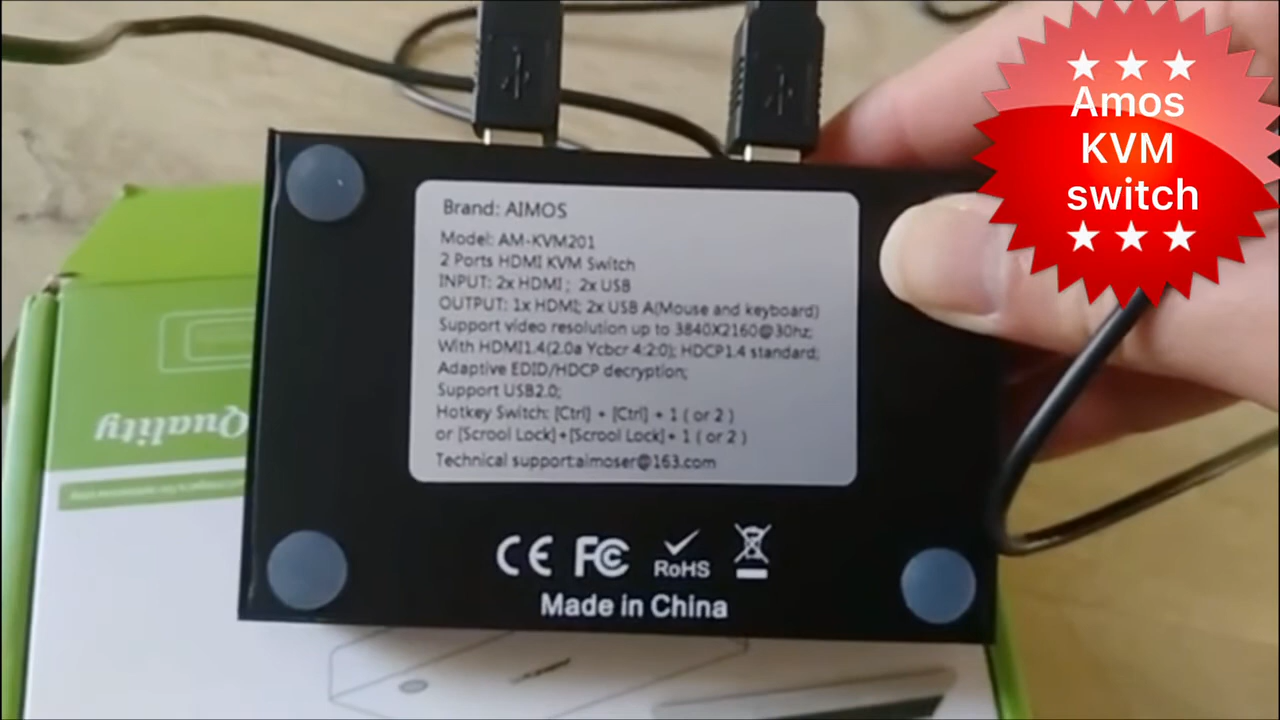 ★ ★ ★
Amos
KVM
switch
★ ★ ★
Brand: AIMOS
Model: AM-KVM201
2 Ports HDMI KVM Switch
INPUT: 2x HDMI ; 2x USB
OUTPUT: 1x HDMI; 2x USB A(Mouse and keyboard)
Support video resolution up to 3840X2160@30hz;
With HDMI1.4(2.0a Ycbcr 4:2:0); HDCP1.4 standard;
Adaptive EDID/HDCP decryption;
Support USB2.0;
Hotkey Switch: [Ctrl] + [Ctrl] + 1 ( or 2 )
or [Scrool Lock]+[Scrool Lock]+ 1 ( or 2 )
Technical support:aimoser@163.com
CE FC RoHS
Made in China
Quality